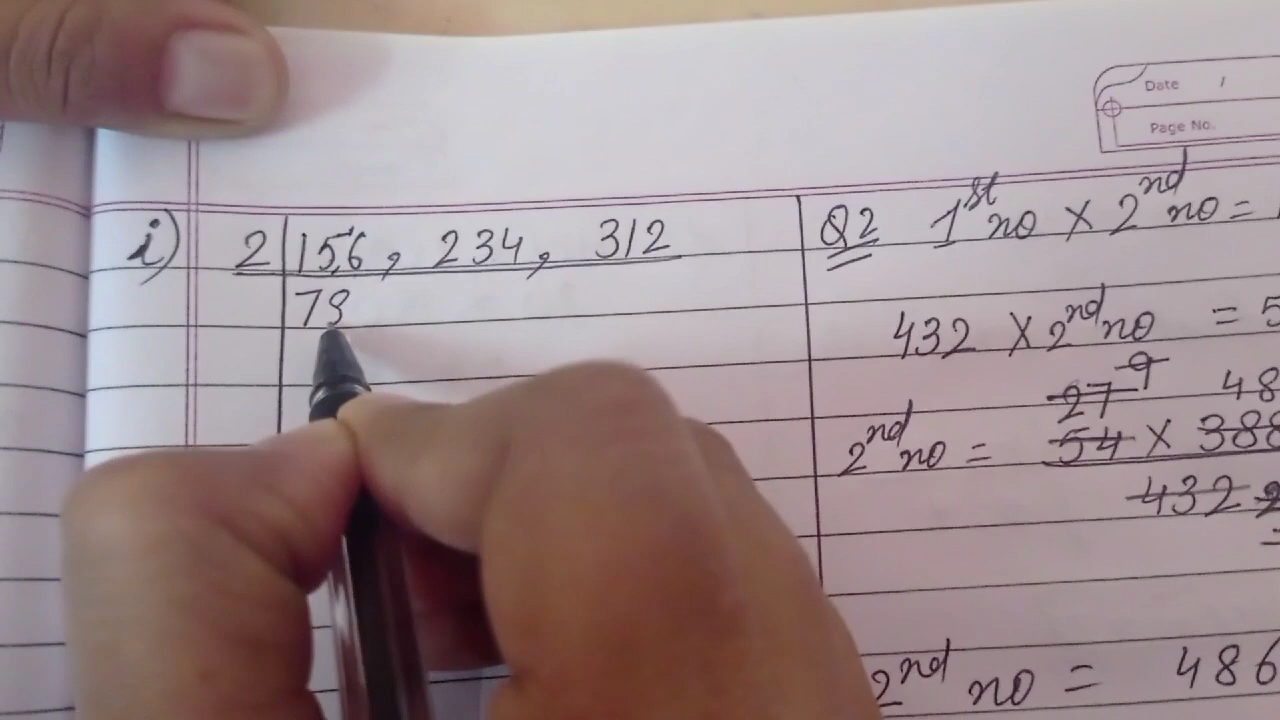 Date /
Page No.
i) 2 156, 234, 312
78
Q2 1st no X 2nd no =
432 X 2nd no = 5
27 9 48
2nd no = 54 X 388
432 2
2nd no = 486